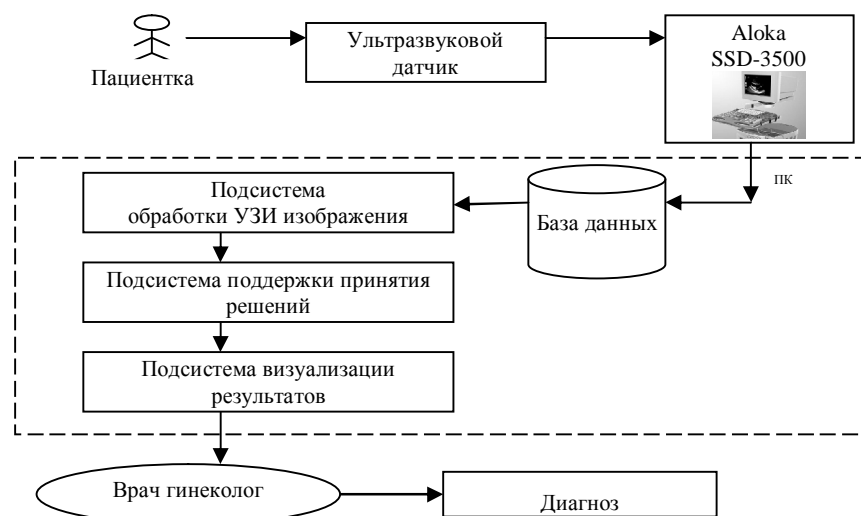 Пациентка
Ультразвуковой
датчик
Aloka
SSD-3500
ПК
База данных
Подсистема
обработки УЗИ изображения
Подсистема поддержки принятия
решений
Подсистема визуализации
результатов
Врач гинеколог
Диагноз